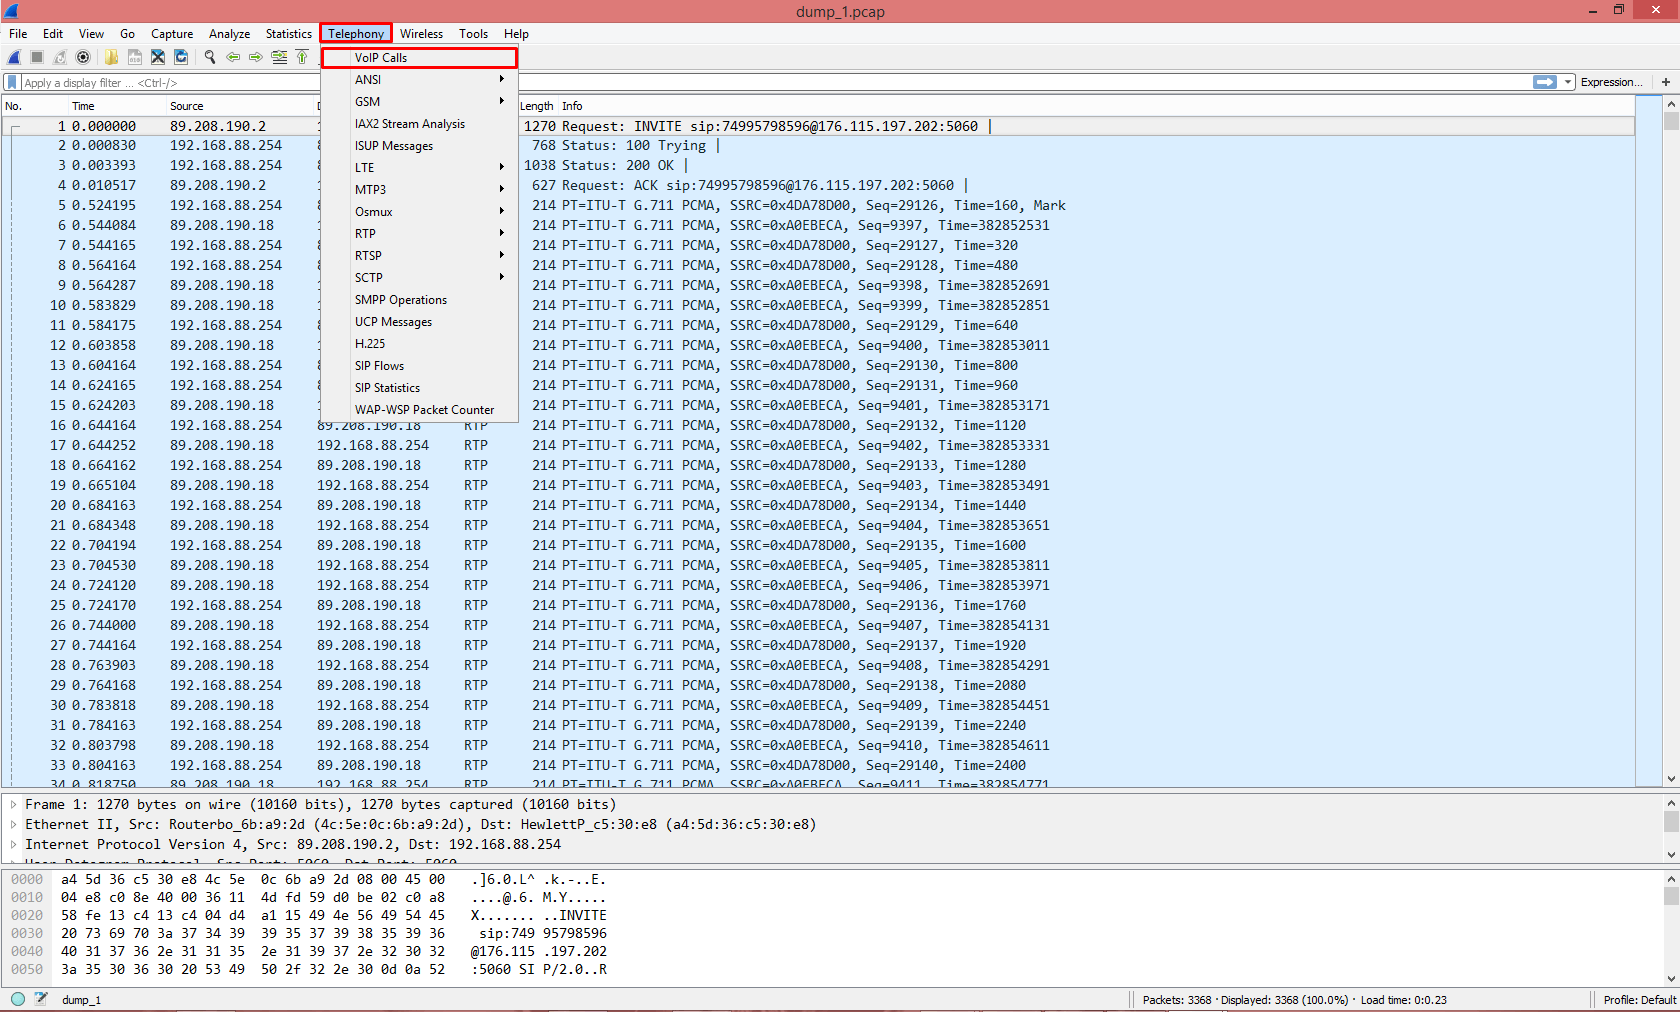 dump_1.pcap
File Edit View Go Capture Analyze Statistics Telephony Wireless Tools Help
VoIP Calls
ANSI
GSM
IAX2 Stream Analysis
ISUP Messages
LTE
MTP3
Osmux
RTP
RTSP
SCTP
SMPP Operations
UCP Messages
H.225
SIP Flows
SIP Statistics
WAP-WSP Packet Counter
Apply a display filter ... <Ctrl-/> Expression... +
No. Time Source D Length Info
1 0.000000 89.208.190.2 1 1270 Request: INVITE sip:74995798596@176.115.197.202:5060 |
2 0.000830 192.168.88.254 8 768 Status: 100 Trying |
3 0.003393 192.168.88.254 8 1038 Status: 200 OK |
4 0.010517 89.208.190.2 1 627 Request: ACK sip:74995798596@176.115.197.202:5060 |
5 0.524195 192.168.88.254 8 214 PT=ITU-T G.711 PCMA, SSRC=0x4DA78D00, Seq=29126, Time=160, Mark
6 0.544084 89.208.190.18 1 214 PT=ITU-T G.711 PCMA, SSRC=0xA0EBECA, Seq=9397, Time=382852531
7 0.544165 192.168.88.254 8 214 PT=ITU-T G.711 PCMA, SSRC=0x4DA78D00, Seq=29127, Time=320
8 0.564164 192.168.88.254 8 214 PT=ITU-T G.711 PCMA, SSRC=0x4DA78D00, Seq=29128, Time=480
9 0.564287 89.208.190.18 1 214 PT=ITU-T G.711 PCMA, SSRC=0xA0EBECA, Seq=9398, Time=382852691
10 0.583829 89.208.190.18 1 214 PT=ITU-T G.711 PCMA, SSRC=0xA0EBECA, Seq=9399, Time=382852851
11 0.584175 192.168.88.254 8 214 PT=ITU-T G.711 PCMA, SSRC=0x4DA78D00, Seq=29129, Time=640
12 0.603858 89.208.190.18 1 214 PT=ITU-T G.711 PCMA, SSRC=0xA0EBECA, Seq=9400, Time=382853011
13 0.604164 192.168.88.254 8 214 PT=ITU-T G.711 PCMA, SSRC=0x4DA78D00, Seq=29130, Time=800
14 0.624165 192.168.88.254 8 214 PT=ITU-T G.711 PCMA, SSRC=0x4DA78D00, Seq=29131, Time=960
15 0.624203 89.208.190.18 1 214 PT=ITU-T G.711 PCMA, SSRC=0xA0EBECA, Seq=9401, Time=382853171
16 0.644164 192.168.88.254 89.208.190.18 RTP 214 PT=ITU-T G.711 PCMA, SSRC=0x4DA78D00, Seq=29132, Time=1120
17 0.644252 89.208.190.18 192.168.88.254 RTP 214 PT=ITU-T G.711 PCMA, SSRC=0xA0EBECA, Seq=9402, Time=382853331
18 0.664162 192.168.88.254 89.208.190.18 RTP 214 PT=ITU-T G.711 PCMA, SSRC=0x4DA78D00, Seq=29133, Time=1280
19 0.665104 89.208.190.18 192.168.88.254 RTP 214 PT=ITU-T G.711 PCMA, SSRC=0xA0EBECA, Seq=9403, Time=382853491
20 0.684163 192.168.88.254 89.208.190.18 RTP 214 PT=ITU-T G.711 PCMA, SSRC=0x4DA78D00, Seq=29134, Time=1440
21 0.684348 89.208.190.18 192.168.88.254 RTP 214 PT=ITU-T G.711 PCMA, SSRC=0xA0EBECA, Seq=9404, Time=382853651
22 0.704194 192.168.88.254 89.208.190.18 RTP 214 PT=ITU-T G.711 PCMA, SSRC=0x4DA78D00, Seq=29135, Time=1600
23 0.704530 89.208.190.18 192.168.88.254 RTP 214 PT=ITU-T G.711 PCMA, SSRC=0xA0EBECA, Seq=9405, Time=382853811
24 0.724120 89.208.190.18 192.168.88.254 RTP 214 PT=ITU-T G.711 PCMA, SSRC=0xA0EBECA, Seq=9406, Time=382853971
25 0.724170 192.168.88.254 89.208.190.18 RTP 214 PT=ITU-T G.711 PCMA, SSRC=0x4DA78D00, Seq=29136, Time=1760
26 0.744000 89.208.190.18 192.168.88.254 RTP 214 PT=ITU-T G.711 PCMA, SSRC=0xA0EBECA, Seq=9407, Time=382854131
27 0.744164 192.168.88.254 89.208.190.18 RTP 214 PT=ITU-T G.711 PCMA, SSRC=0x4DA78D00, Seq=29137, Time=1920
28 0.763903 89.208.190.18 192.168.88.254 RTP 214 PT=ITU-T G.711 PCMA, SSRC=0xA0EBECA, Seq=9408, Time=382854291
29 0.764168 192.168.88.254 89.208.190.18 RTP 214 PT=ITU-T G.711 PCMA, SSRC=0x4DA78D00, Seq=29138, Time=2080
30 0.783818 89.208.190.18 192.168.88.254 RTP 214 PT=ITU-T G.711 PCMA, SSRC=0xA0EBECA, Seq=9409, Time=382854451
31 0.784163 192.168.88.254 89.208.190.18 RTP 214 PT=ITU-T G.711 PCMA, SSRC=0x4DA78D00, Seq=29139, Time=2240
32 0.803798 89.208.190.18 192.168.88.254 RTP 214 PT=ITU-T G.711 PCMA, SSRC=0xA0EBECA, Seq=9410, Time=382854611
33 0.804163 192.168.88.254 89.208.190.18 RTP 214 PT=ITU-T G.711 PCMA, SSRC=0x4DA78D00, Seq=29140, Time=2400
34 0.818750 89.208.190.18 192.168.88.254 RTP 214 PT=ITU-T G.711 PCMA, SSRC=0xA0EBECA, Seq=9411, Time=382854771
Frame 1: 1270 bytes on wire (10160 bits), 1270 bytes captured (10160 bits)
Ethernet II, Src: Routerbo_6b:a9:2d (4c:5e:0c:6b:a9:2d), Dst: HewlettP_c5:30:e8 (a4:5d:36:c5:30:e8)
Internet Protocol Version 4, Src: 89.208.190.2, Dst: 192.168.88.254
User Datagram Protocol, Src Port: 5060, Dst Port: 5060
0000 a4 5d 36 c5 30 e8 4c 5e 0c 6b a9 2d 08 00 45 00 .]6.0.L^ .k.-..E.
0010 04 e8 c0 8e 40 00 36 11 4d fd 59 d0 be 02 c0 a8 ....@.6. M.Y.....
0020 58 fe 13 c4 13 c4 04 d4 a1 15 49 4e 56 49 54 45 X....... ..INVITE
0030 20 73 69 70 3a 37 34 39 39 35 37 39 38 35 39 36 sip:749 95798596
0040 40 31 37 36 2e 31 31 35 2e 31 39 37 2e 32 30 32 @176.115 .197.202
0050 3a 35 30 36 30 20 53 49 50 2f 32 2e 30 0d 0a 52 :5060 SI P/2.0..R
dump_1 Packets: 3368 · Displayed: 3368 (100.0%) · Load time: 0:0.23 Profile: Default